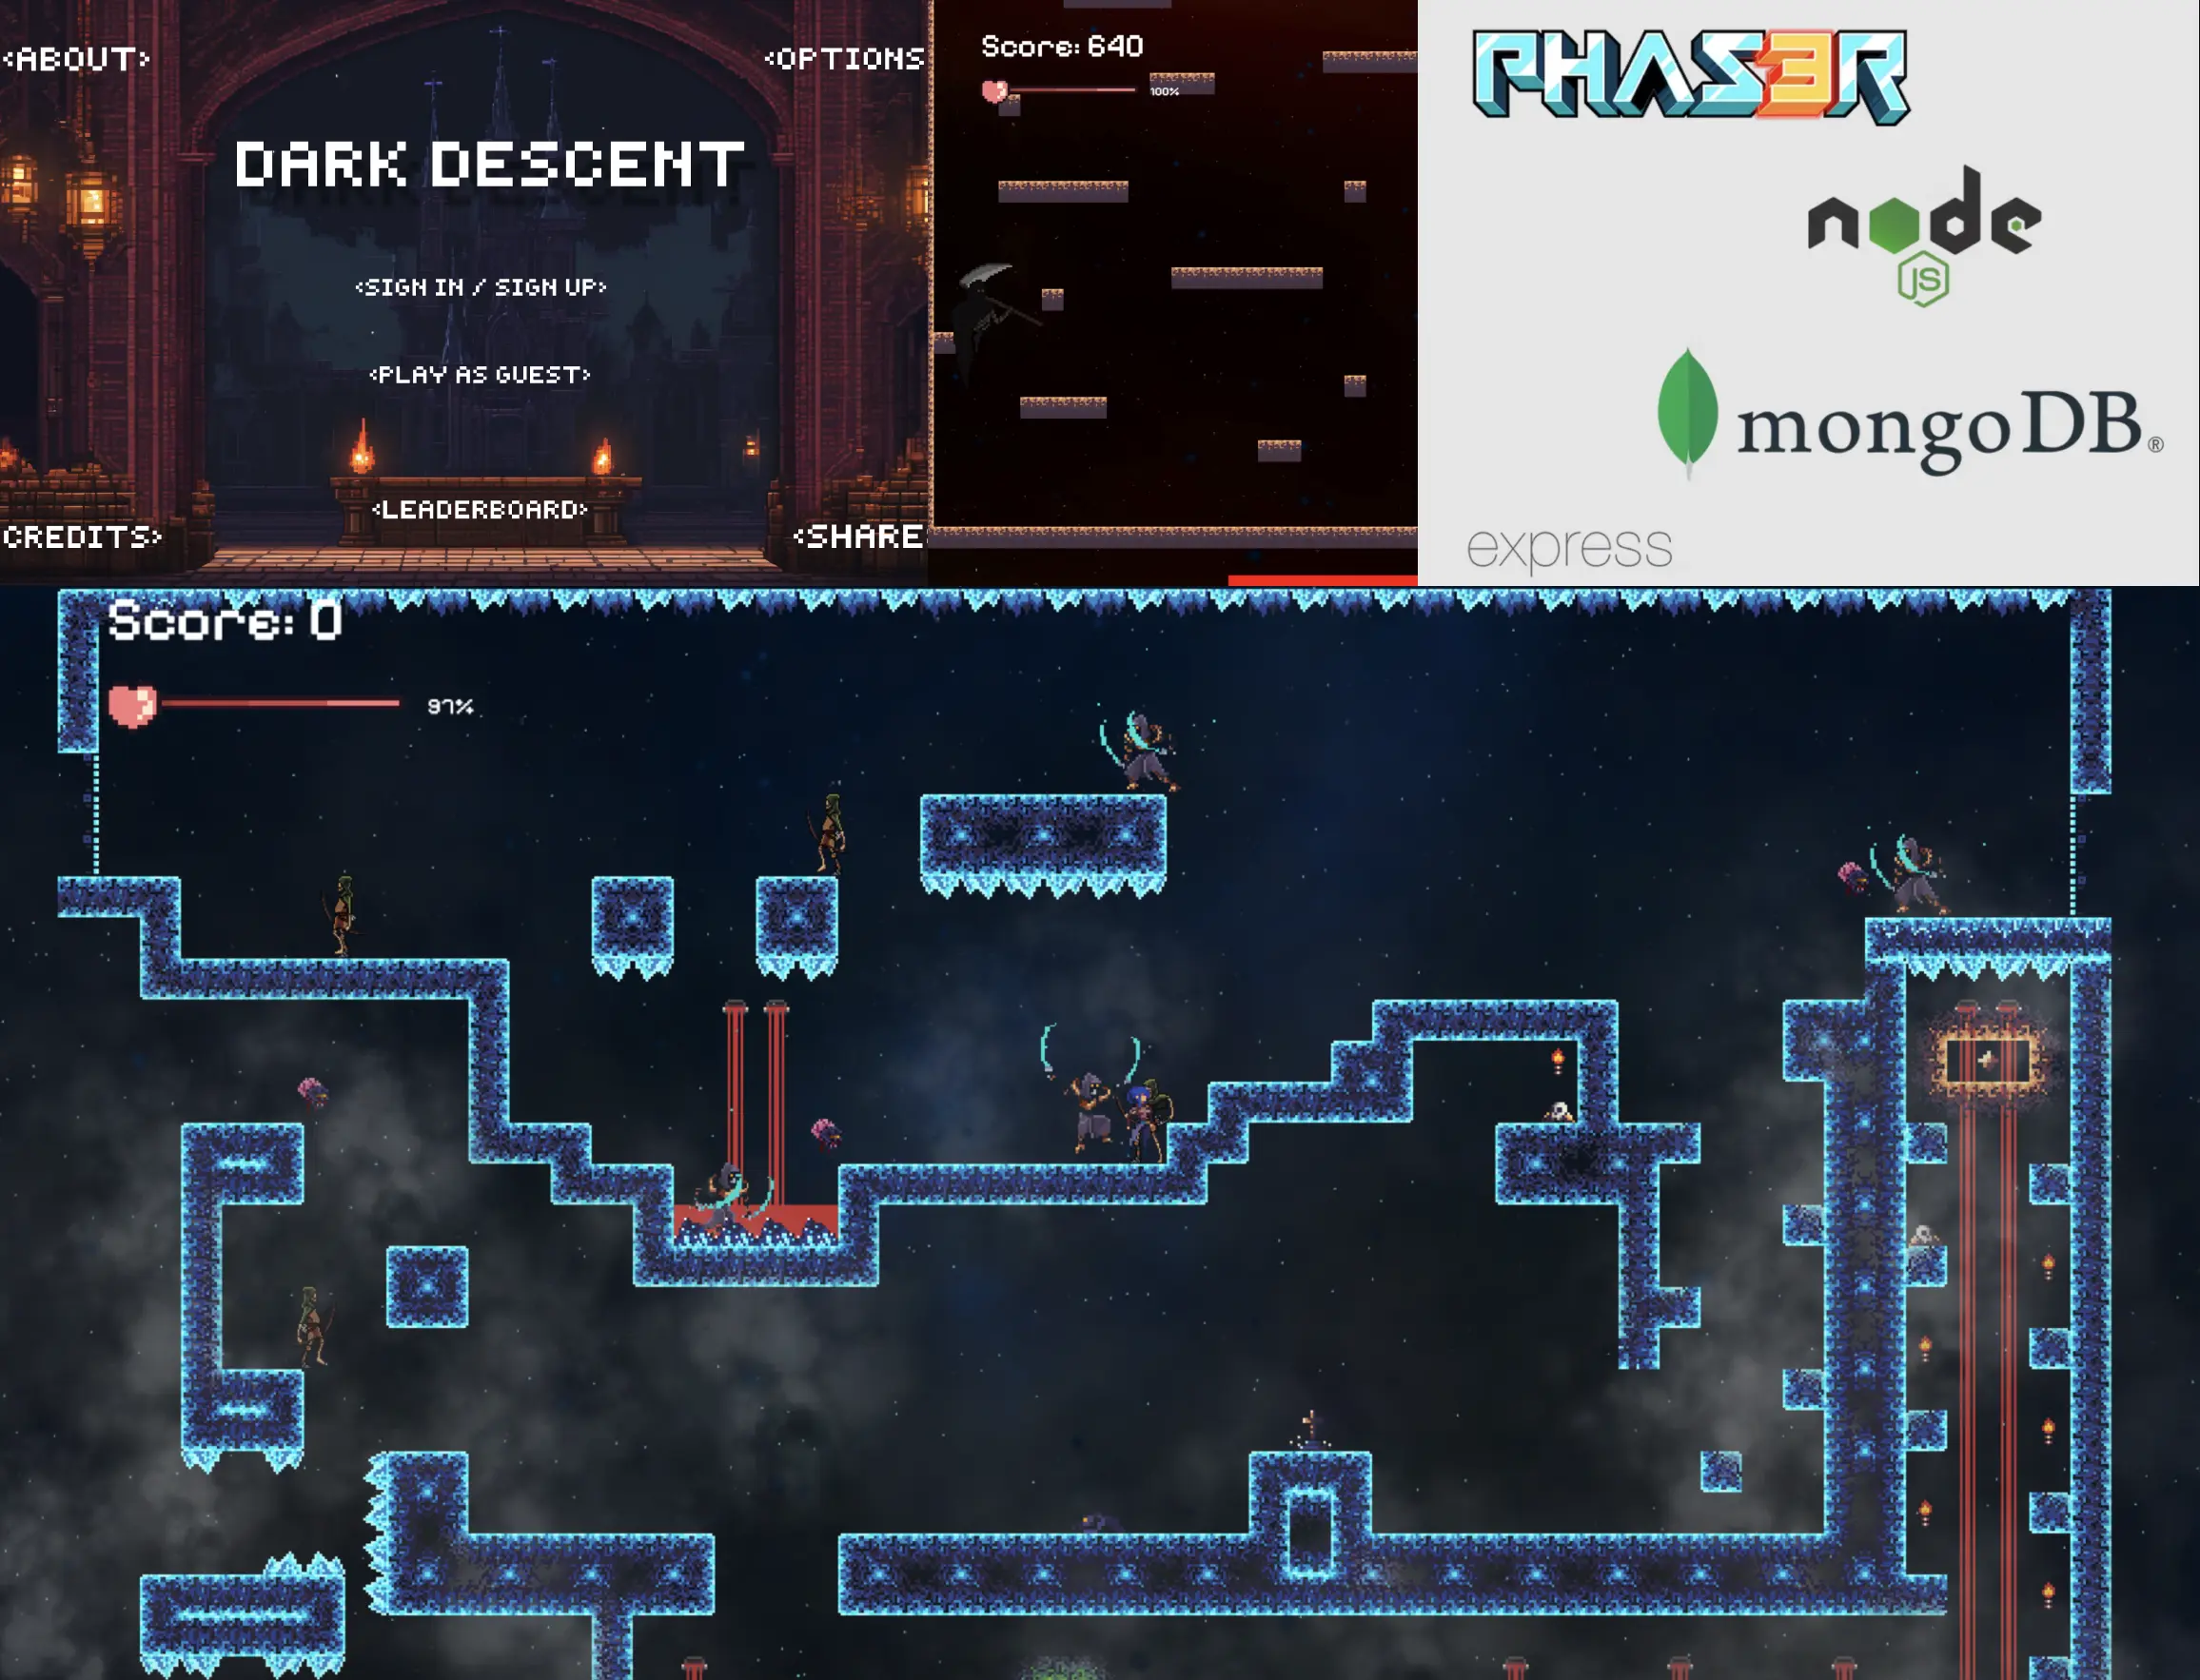 <ABOUT>
<OPTIONS
DARK DESCENT
<SIGN IN / SIGN UP>
<PLAY AS GUEST>
<LEADERBOARD>
CREDITS>
<SHARE
Score: 640
100%
PHAS3R
node
JS
mongoDB®
express
Score: 0
97%